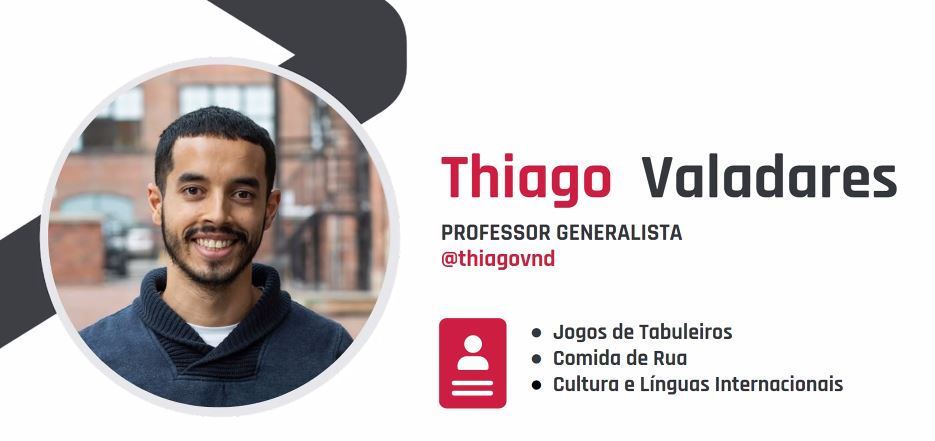 Thiago Valadares
PROFESSOR GENERALISTA
@thiagovnd
• Jogos de Tabuleiros
• Comida de Rua
• Cultura e Línguas Internacionais